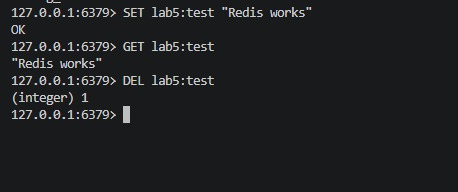 127.0.0.1:6379> SET lab5:test "Redis works"
OK
127.0.0.1:6379> GET lab5:test
"Redis works"
127.0.0.1:6379> DEL lab5:test
(integer) 1
127.0.0.1:6379>